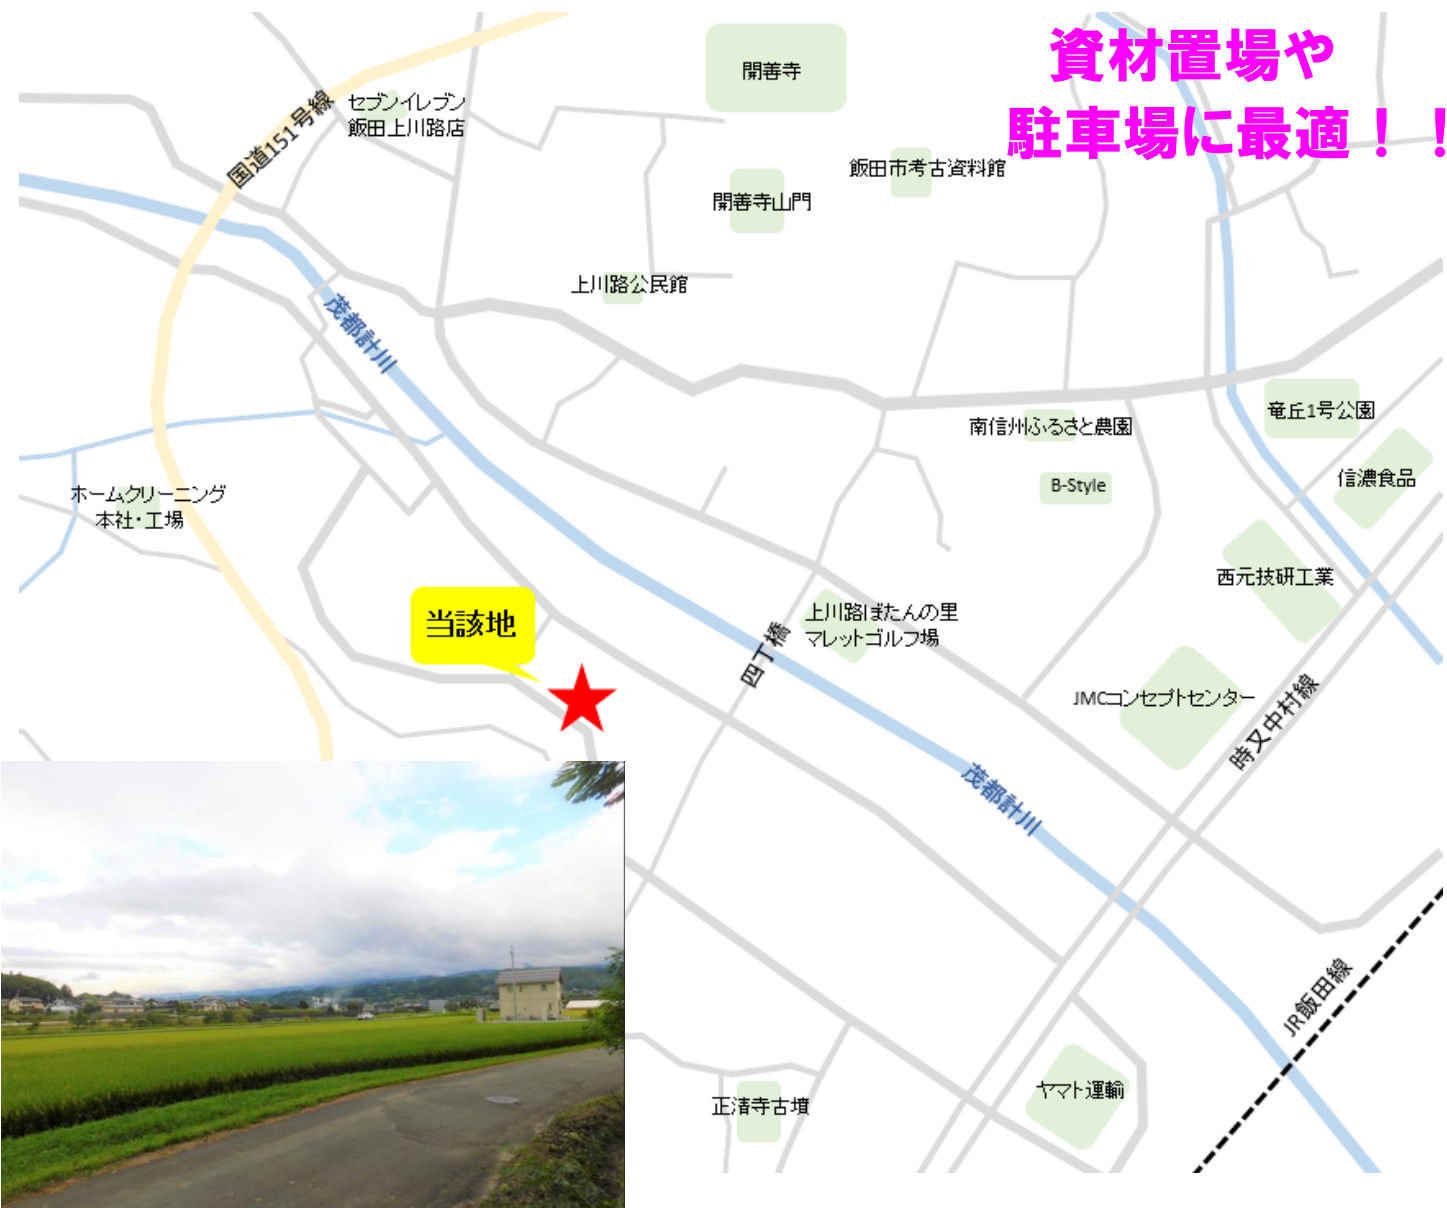 資材置場や
駐車場に最適！！
開善寺
セブンイレブン
飯田上川路店
国道151号線
飯田市考古資料館
開善寺山門
上川路公民館
茂都計川
竜丘1号公園
南信州ふるさと農園
信濃食品
B-Style
ホームクリーニング
本社・工場
西元技研工業
当該地
上川路ぼたんの里
マレットゴルフ場
四丁橋
JMCコンセプトセンター
時又中村線
茂都計川
JR飯田線
ヤマト運輸
正清寺古墳